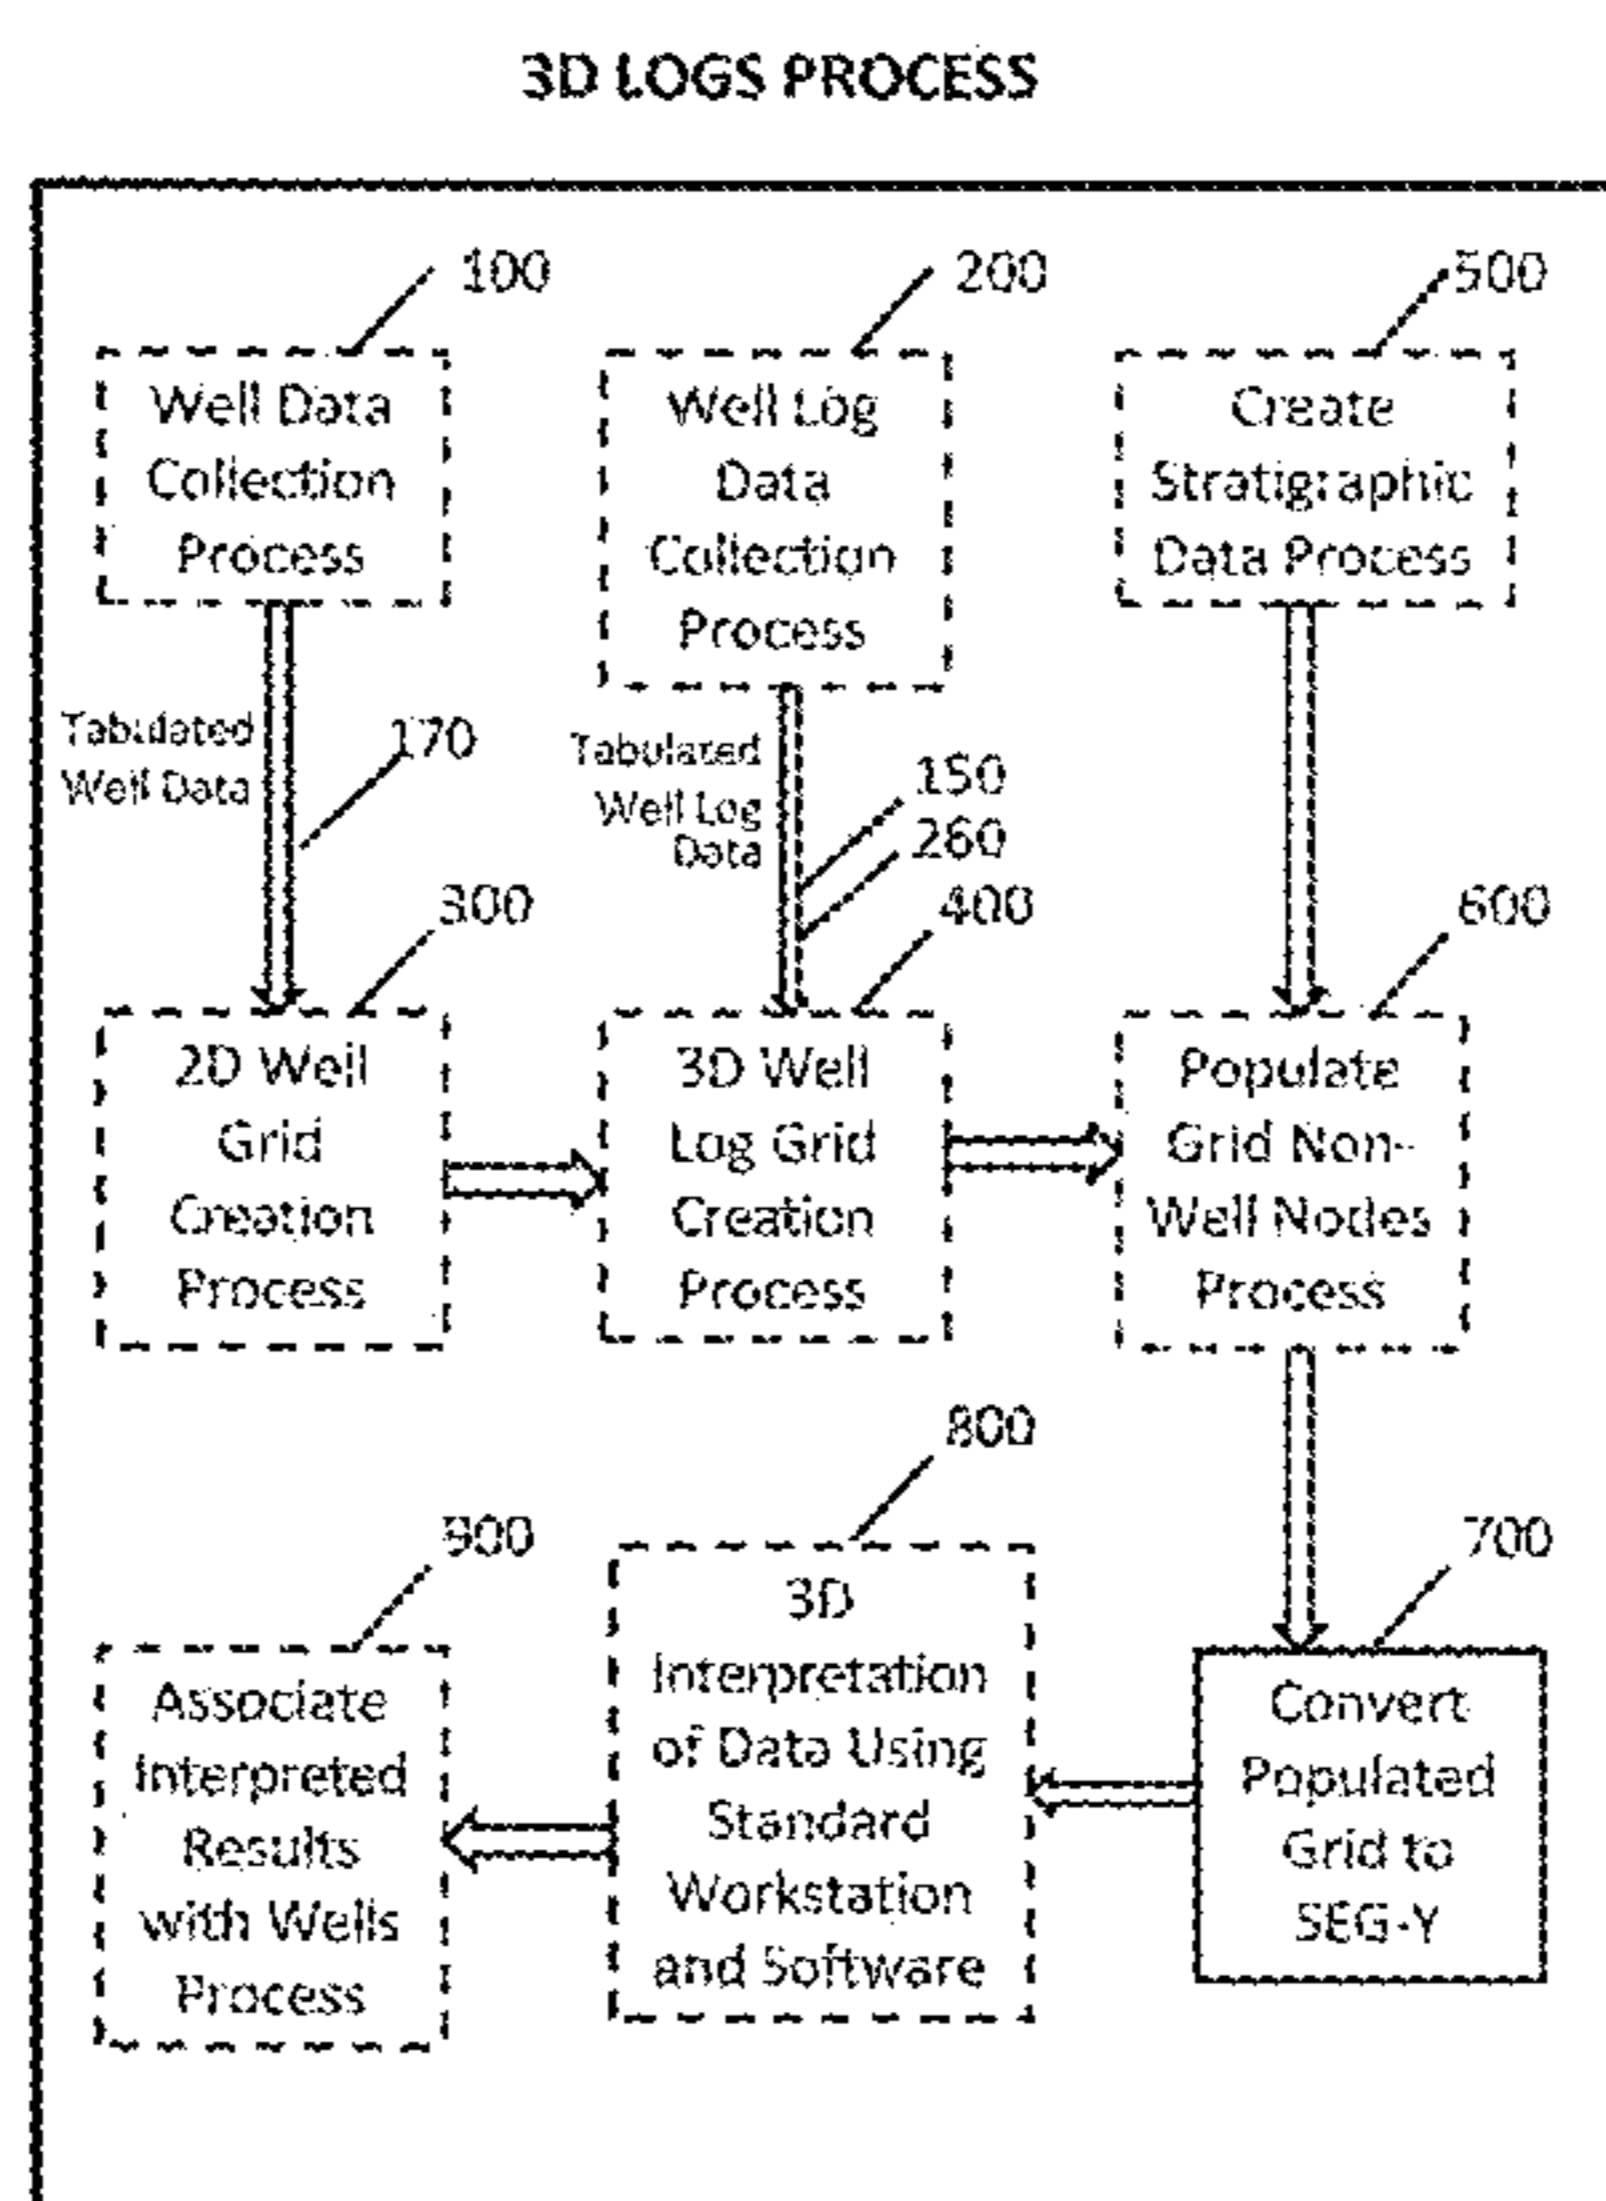 3D LOGS PROCESS
100
Well Data
Collection
Process
200
Well Log
Data
Collection
Process
500
Create
Stratigraphic
Data Process
Tabulated
Well Data
170
Tabulated
Well Log
Data
150
260
300
2D Well
Grid
Creation
Process
400
3D Well
Log Grid
Creation
Process
600
Populate
Grid Non-
Well Nodes
Process
900
Associate
Interpreted
Results
with Wells
Process
800
3D
Interpretation
of Data Using
Standard
Workstation
and Software
700
Convert
Populated
Grid to
SEG-Y